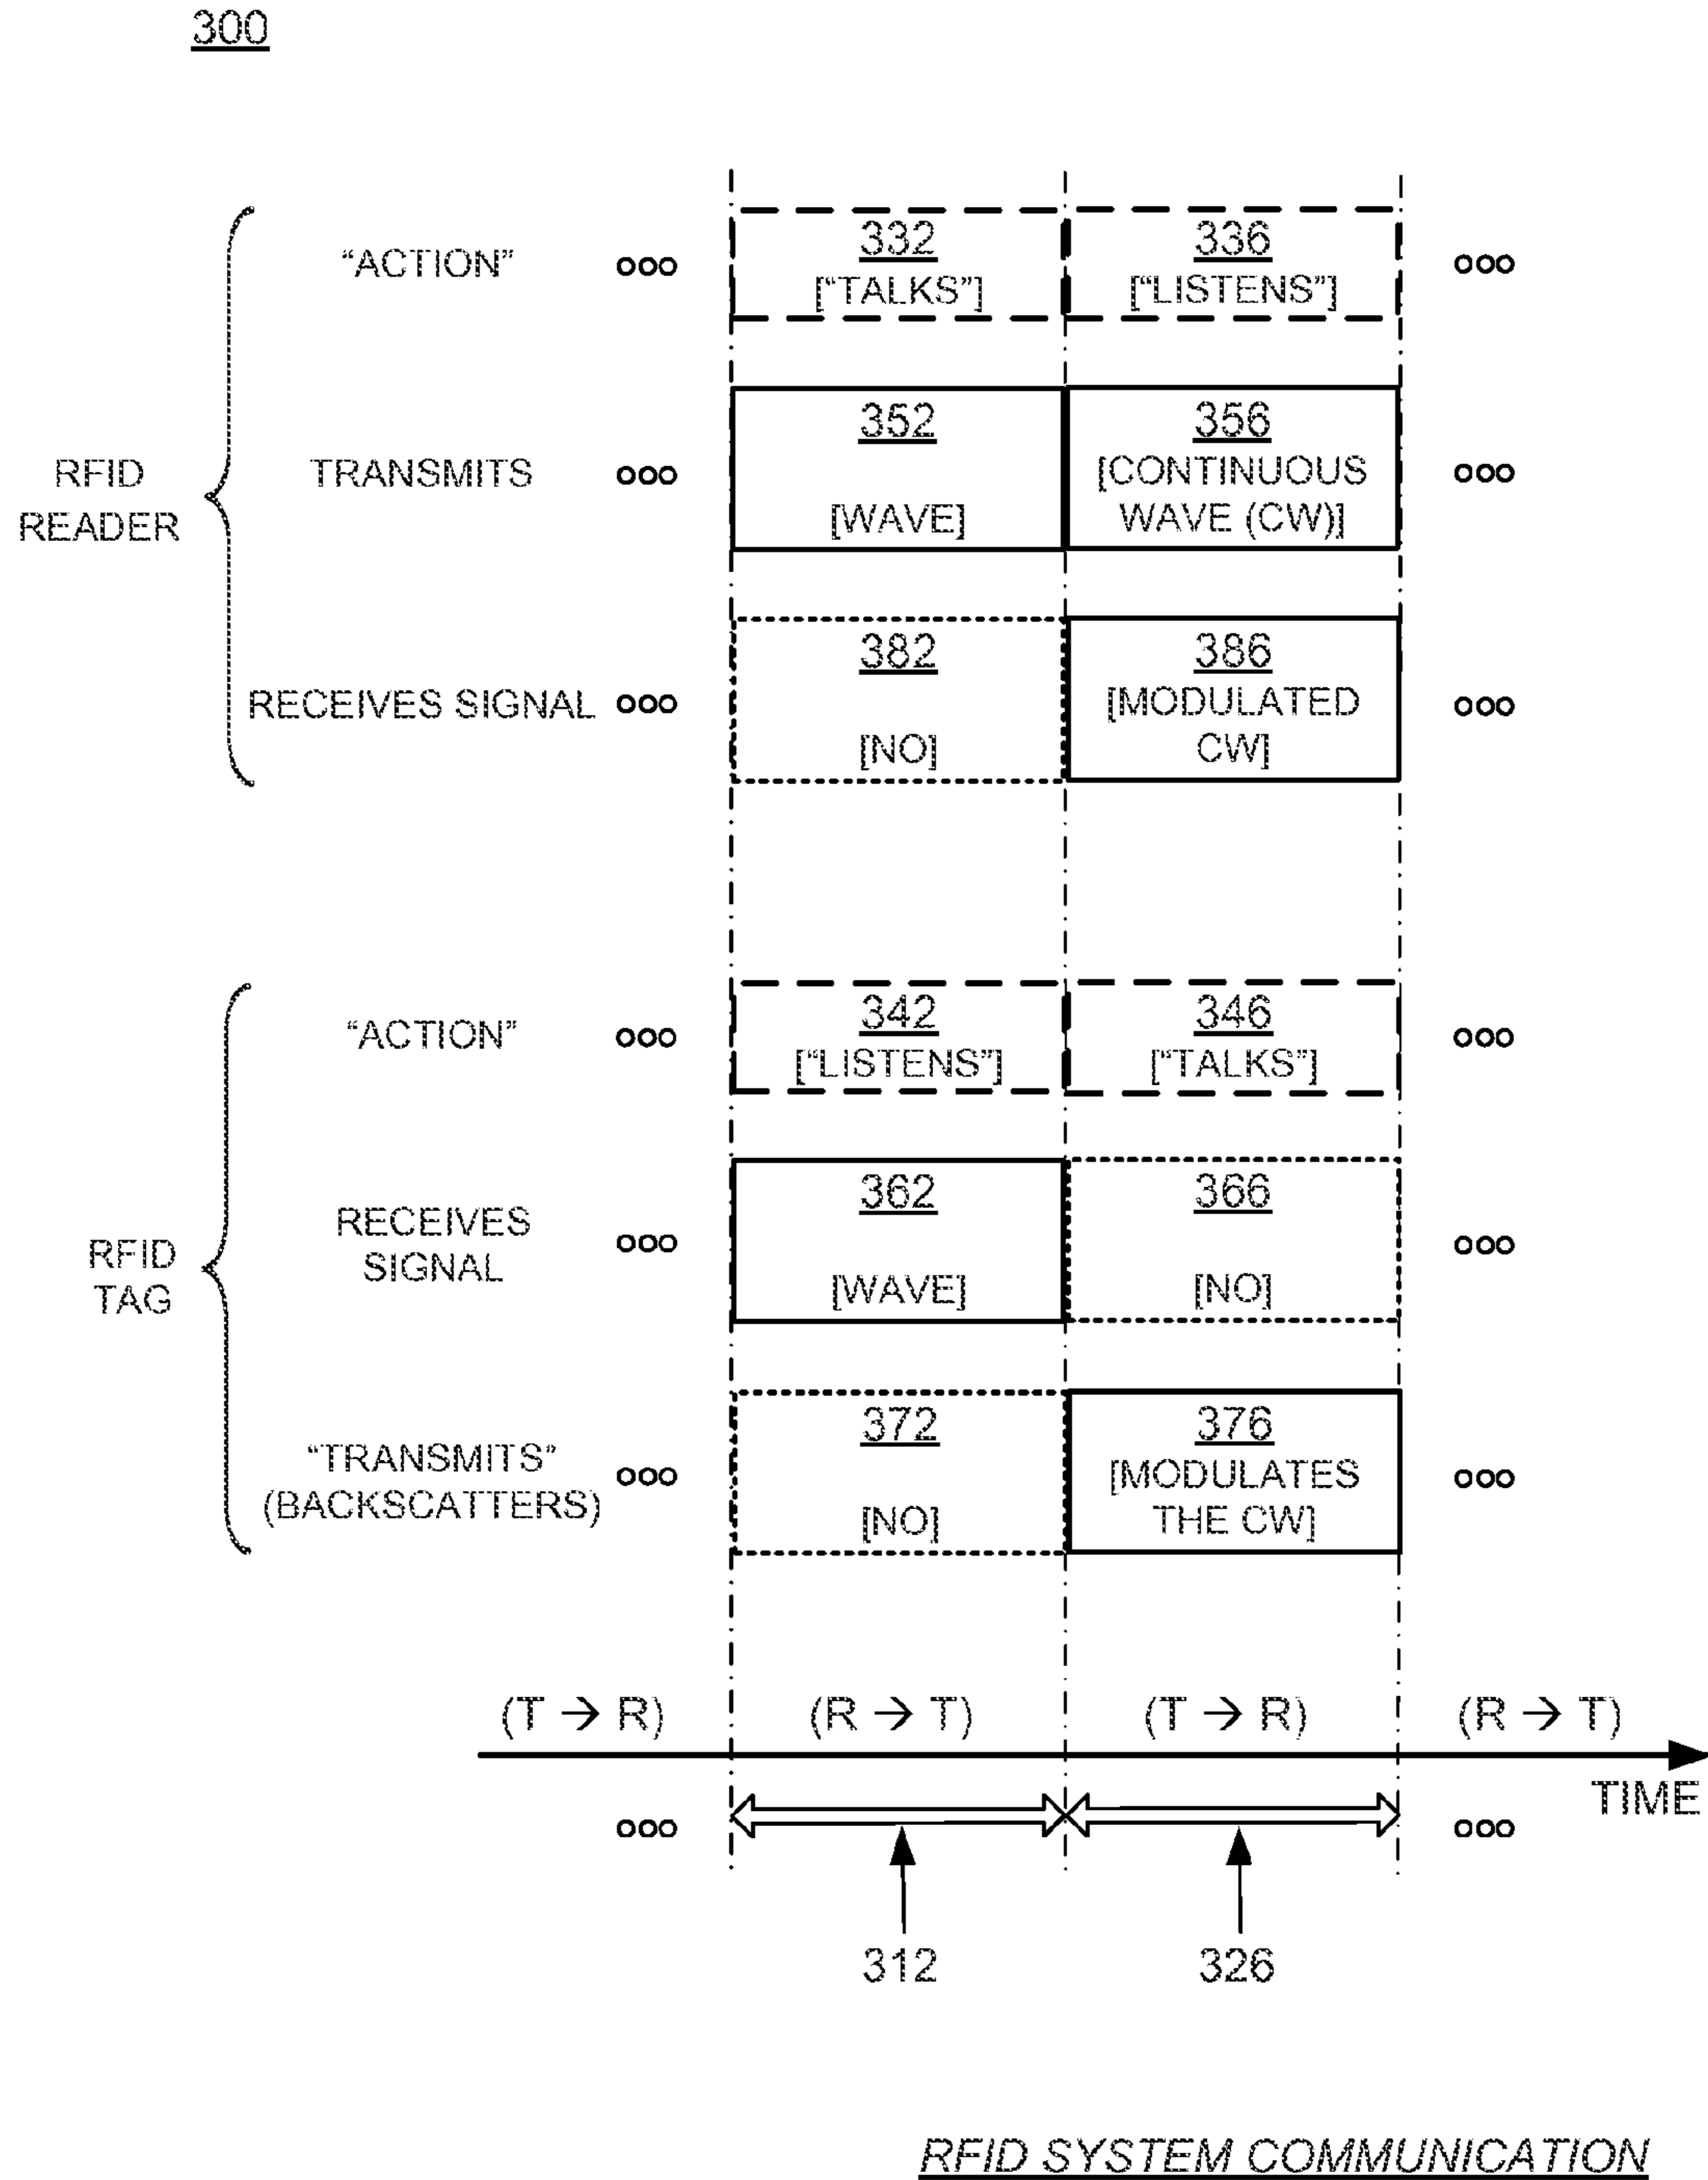 300
RFID
READER
“ACTION”
ooo
332
[“TALKS”]
336
[“LISTENS”]
ooo
TRANSMITS
ooo
352
[WAVE]
356
[CONTINUOUS
WAVE (CW)]
ooo
RECEIVES SIGNAL
ooo
382
[NO]
386
[MODULATED
CW]
ooo
RFID
TAG
“ACTION”
ooo
342
[“LISTENS”]
346
[“TALKS”]
ooo
RECEIVES
SIGNAL
ooo
362
[WAVE]
366
[NO]
ooo
“TRANSMITS”
(BACKSCATTERS)
ooo
372
[NO]
376
[MODULATES
THE CW]
ooo
(T → R) (R → T) (T → R) (R → T)
TIME
ooo ooo
312 326
RFID SYSTEM COMMUNICATION